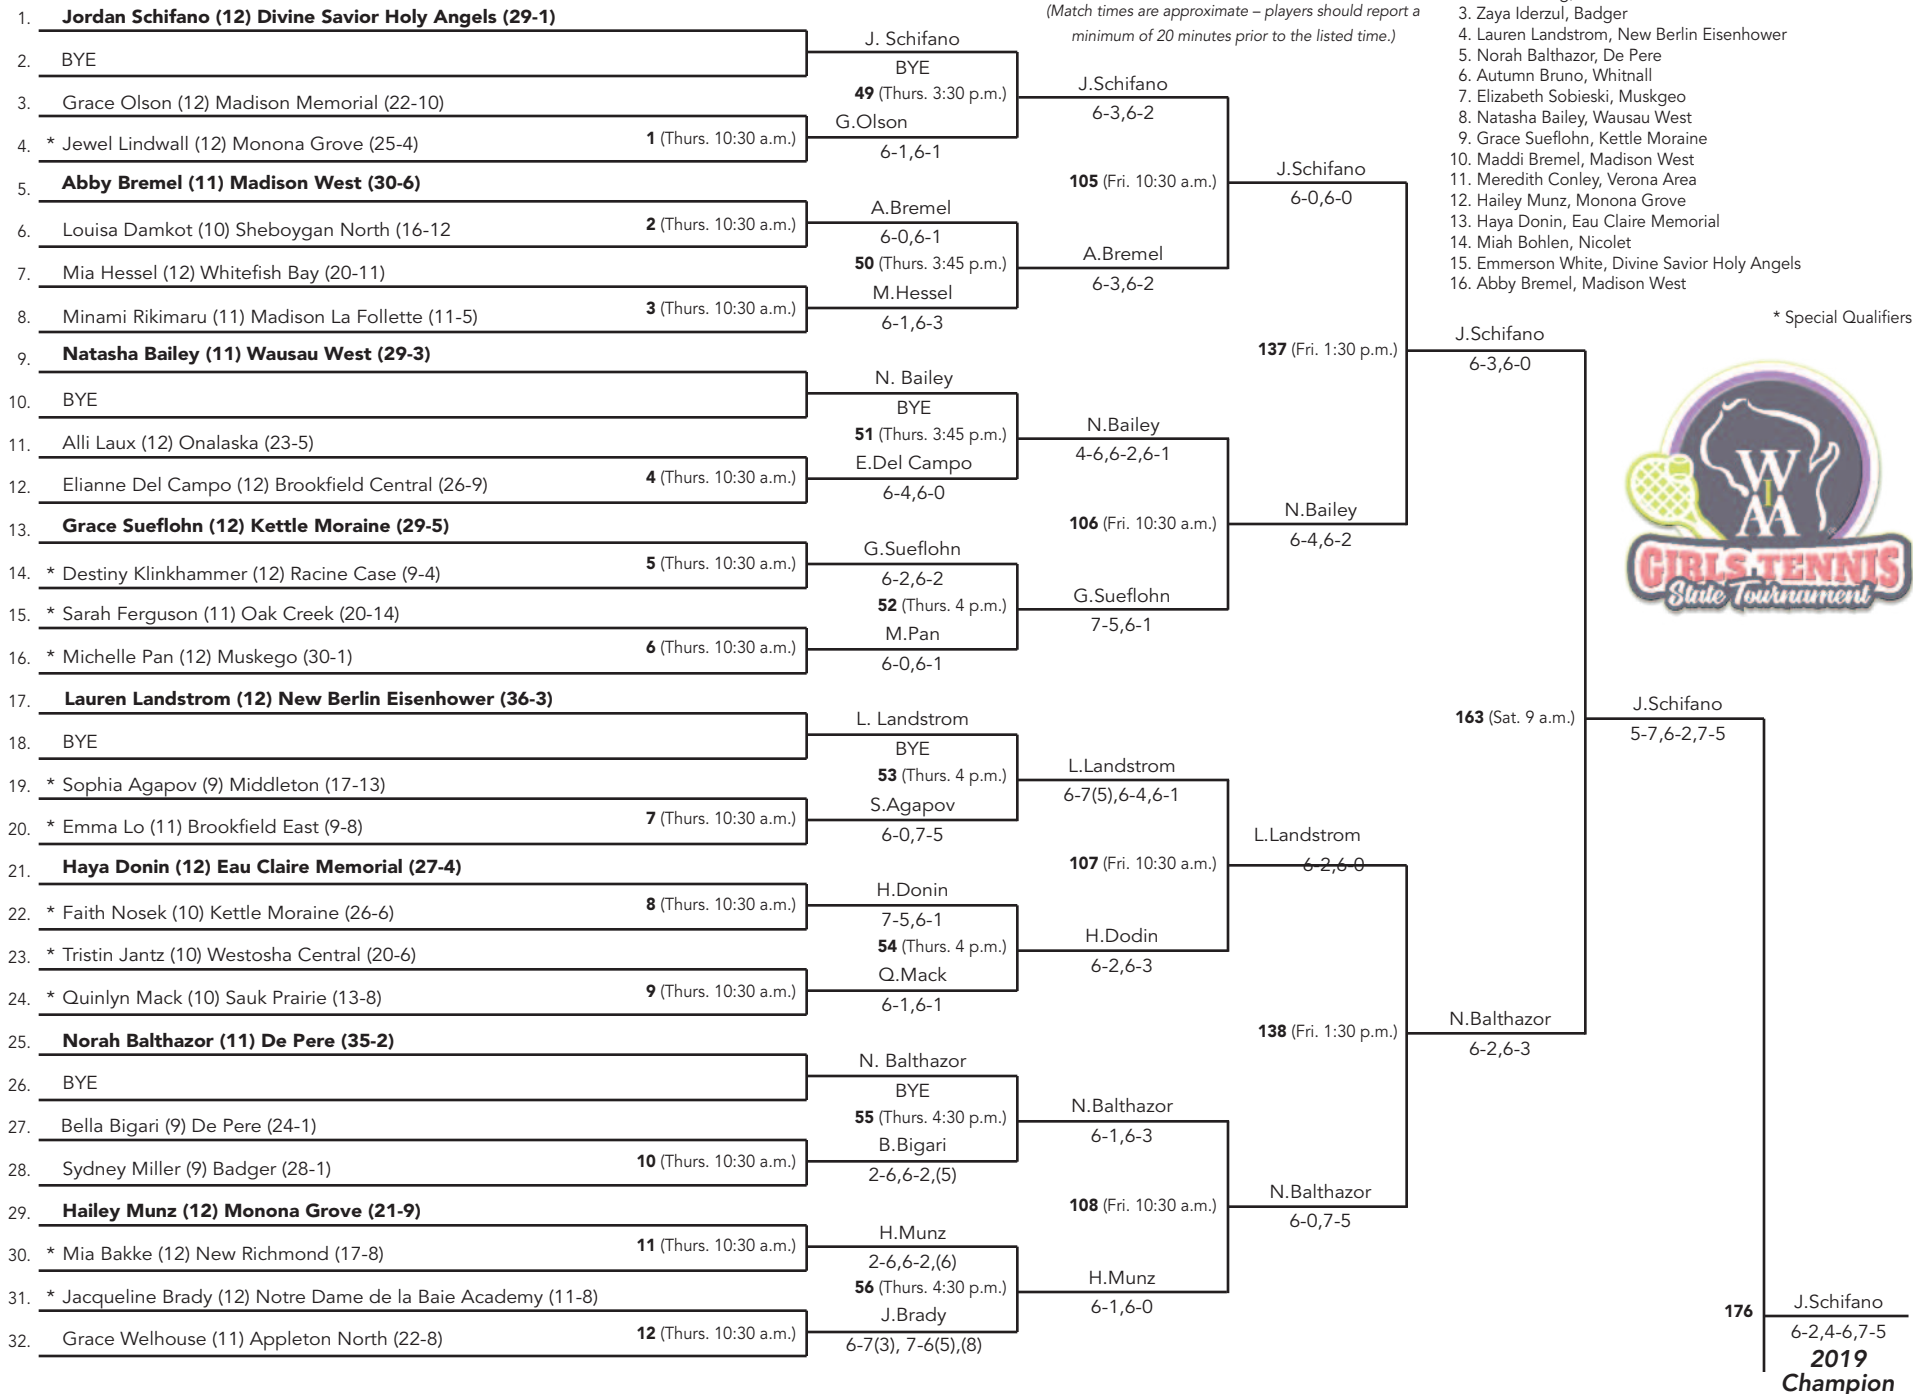 1. Jordan Schifano (12) Divine Savior Holy Angels (29-1)
2. BYE
3. Grace Olson (12) Madison Memorial (22-10)
4. * Jewel Lindwall (12) Monona Grove (25-4)
5. Abby Bremel (11) Madison West (30-6)
6. Louisa Damkot (10) Sheboygan North (16-12
7. Mia Hessel (12) Whitefish Bay (20-11)
8. Minami Rikimaru (11) Madison La Follette (11-5)
9. Natasha Bailey (11) Wausau West (29-3)
10. BYE
11. Alli Laux (12) Onalaska (23-5)
12. Elianne Del Campo (12) Brookfield Central (26-9)
13. Grace Sueflohn (12) Kettle Moraine (29-5)
14. * Destiny Klinkhammer (12) Racine Case (9-4)
15. * Sarah Ferguson (11) Oak Creek (20-14)
16. * Michelle Pan (12) Muskego (30-1)
17. Lauren Landstrom (12) New Berlin Eisenhower (36-3)
18. BYE
19. * Sophia Agapov (9) Middleton (17-13)
20. * Emma Lo (11) Brookfield East (9-8)
21. Haya Donin (12) Eau Claire Memorial (27-4)
22. * Faith Nosek (10) Kettle Moraine (26-6)
23. * Tristin Jantz (10) Westosha Central (20-6)
24. * Quinlyn Mack (10) Sauk Prairie (13-8)
25. Norah Balthazor (11) De Pere (35-2)
26. BYE
27. Bella Bigari (9) De Pere (24-1)
28. Sydney Miller (9) Badger (28-1)
29. Hailey Munz (12) Monona Grove (21-9)
30. * Mia Bakke (12) New Richmond (17-8)
31. * Jacqueline Brady (12) Notre Dame de la Baie Academy (11-8)
32. Grace Welhouse (11) Appleton North (22-8)
1 (Thurs. 10:30 a.m.)
2 (Thurs. 10:30 a.m.)
3 (Thurs. 10:30 a.m.)
4 (Thurs. 10:30 a.m.)
5 (Thurs. 10:30 a.m.)
6 (Thurs. 10:30 a.m.)
7 (Thurs. 10:30 a.m.)
8 (Thurs. 10:30 a.m.)
9 (Thurs. 10:30 a.m.)
10 (Thurs. 10:30 a.m.)
11 (Thurs. 10:30 a.m.)
12 (Thurs. 10:30 a.m.)
J. Schifano
BYE
49 (Thurs. 3:30 p.m.)
G.Olson
6-1,6-1
A.Bremel
6-0,6-1
50 (Thurs. 3:45 p.m.)
M.Hessel
6-1,6-3
N. Bailey
BYE
51 (Thurs. 3:45 p.m.)
E.Del Campo
6-4,6-0
G.Sueflohn
6-2,6-2
52 (Thurs. 4 p.m.)
M.Pan
6-0,6-1
L. Landstrom
BYE
53 (Thurs. 4 p.m.)
S.Agapov
6-0,7-5
H.Donin
7-5,6-1
54 (Thurs. 4 p.m.)
Q.Mack
6-1,6-1
N. Balthazor
BYE
55 (Thurs. 4:30 p.m.)
B.Bigari
2-6,6-2,(5)
H.Munz
2-6,6-2,(6)
56 (Thurs. 4:30 p.m.)
J.Brady
6-7(3), 7-6(5),(8)
(Match times are approximate – players should report a
minimum of 20 minutes prior to the listed time.)
J.Schifano
6-3,6-2
105 (Fri. 10:30 a.m.)
A.Bremel
6-3,6-2
N.Bailey
4-6,6-2,6-1
106 (Fri. 10:30 a.m.)
G.Sueflohn
7-5,6-1
L.Landstrom
6-7(5),6-4,6-1
107 (Fri. 10:30 a.m.)
H.Dodin
6-2,6-3
N.Balthazor
6-1,6-3
108 (Fri. 10:30 a.m.)
H.Munz
6-1,6-0
J.Schifano
6-0,6-0
137 (Fri. 1:30 p.m.)
N.Bailey
6-4,6-2
L.Landstrom
6-2,6-0
138 (Fri. 1:30 p.m.)
N.Balthazor
6-0,7-5
J.Schifano
6-3,6-0
163 (Sat. 9 a.m.)
N.Balthazor
6-2,6-3
J.Schifano
5-7,6-2,7-5
176
J.Schifano
6-2,4-6,7-5
2019
Champion
3. Zaya Iderzul, Badger
4. Lauren Landstrom, New Berlin Eisenhower
5. Norah Balthazor, De Pere
6. Autumn Bruno, Whitnall
7. Elizabeth Sobieski, Muskgeo
8. Natasha Bailey, Wausau West
9. Grace Sueflohn, Kettle Moraine
10. Maddi Bremel, Madison West
11. Meredith Conley, Verona Area
12. Hailey Munz, Monona Grove
13. Haya Donin, Eau Claire Memorial
14. Miah Bohlen, Nicolet
15. Emmerson White, Divine Savior Holy Angels
16. Abby Bremel, Madison West
* Special Qualifiers
WIAA
GIRLS TENNIS
State Tournament